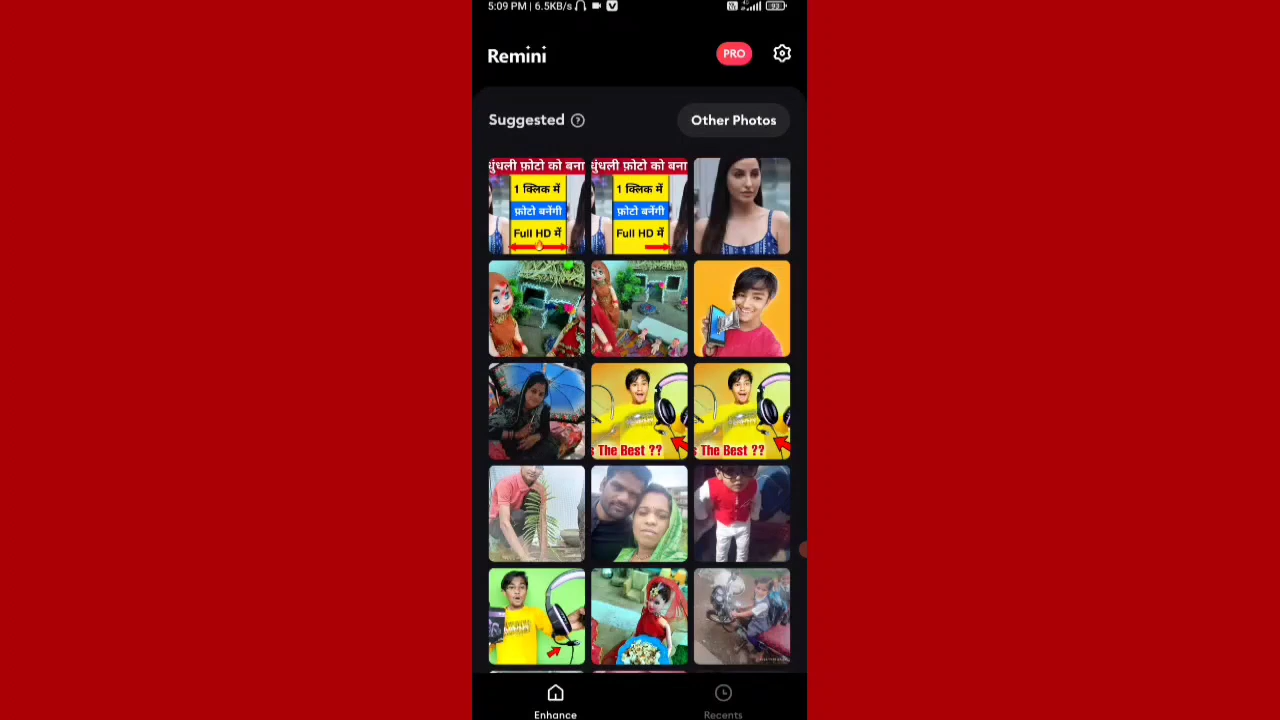 5:09 PM | 6.5KB/s
93
Remini
PRO
Suggested
Other Photos
धुंधली फ़ोटो को बना
1 क्लिक में
फ़ोटो बनेंगी
Full HD में
धुंधली फ़ोटो को बना
1 क्लिक में
फ़ोटो बनेंगी
Full HD में
s The Best ??
s The Best ??
Enhance
Recents